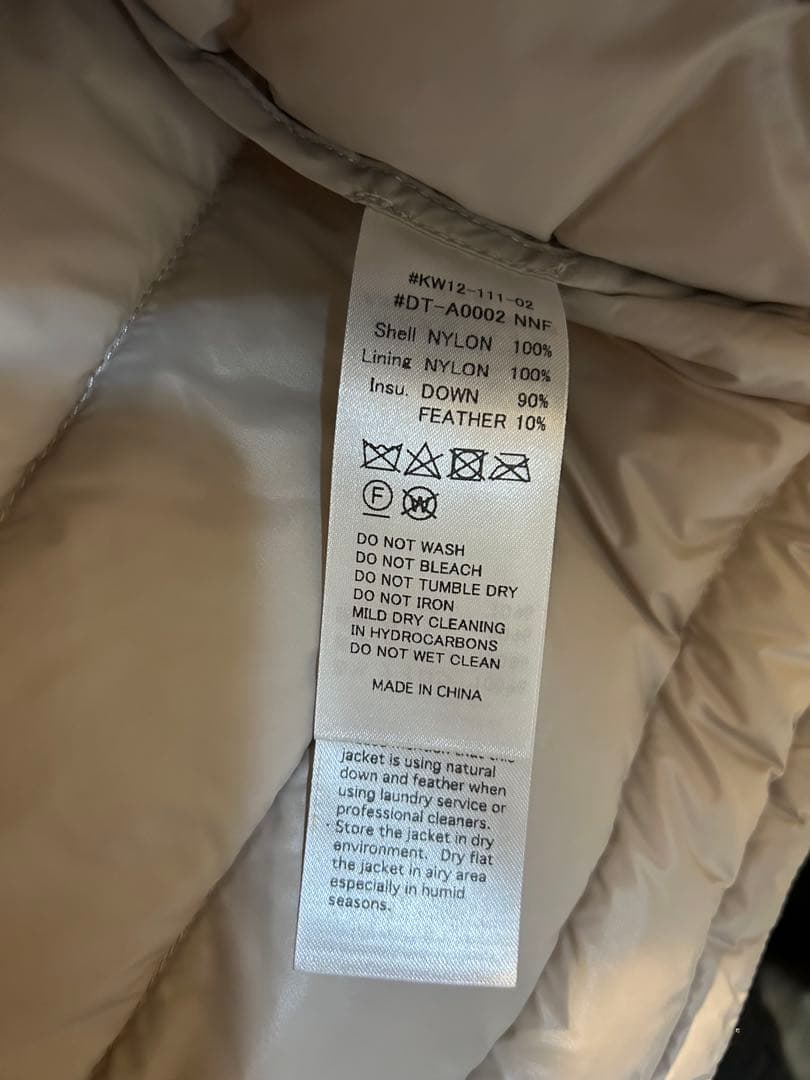 #KW12-111-02
#DT-A0002 NNF
Shell NYLON 100%
Lining NYLON 100%
Insu. DOWN 90%
FEATHER 10%
F W
DO NOT WASH
DO NOT BLEACH
DO NOT TUMBLE DRY
DO NOT IRON
MILD DRY CLEANING
IN HYDROCARBONS
DO NOT WET CLEAN
MADE IN CHINA
jacket is using natural
down and feather when
using laundry service or
professional cleaners.
· Store the jacket in dry
environment. Dry flat
the jacket in airy area
especially in humid
seasons.